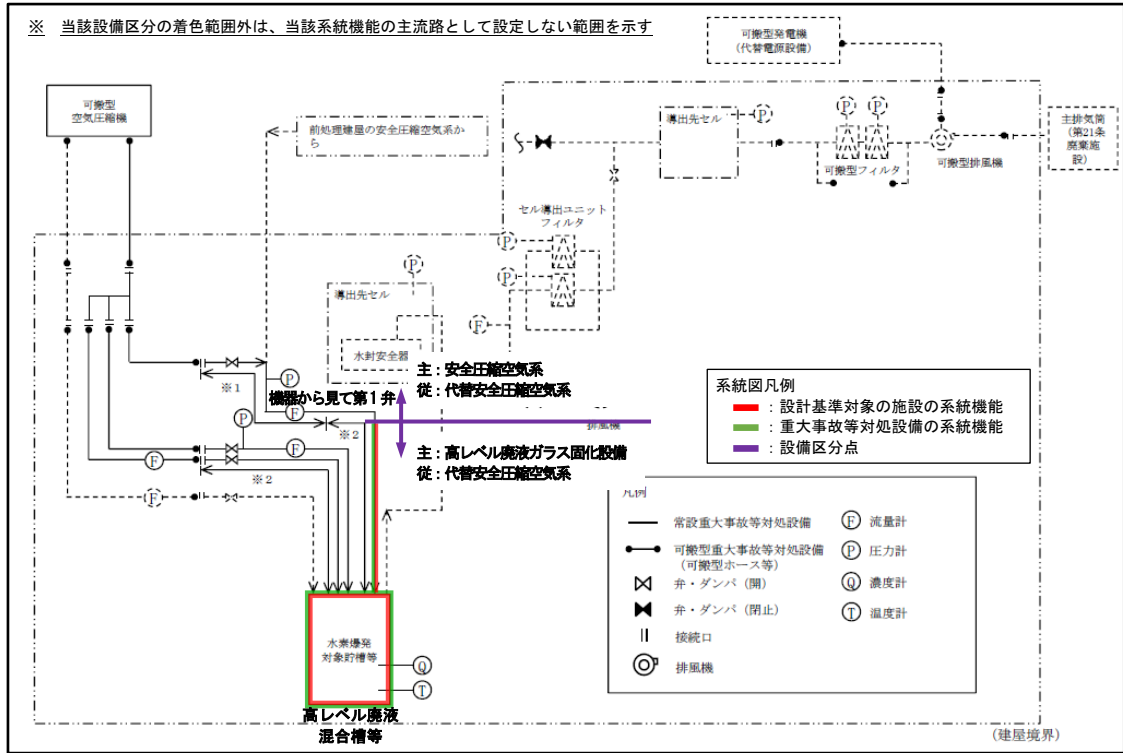 ※ 当該設備区分の着色範囲外は、当該系統機能の主流路として設定しない範囲を示す
可搬型発電機
(代替電源設備)
可搬型
空気圧縮機
前処理建屋の安全圧縮空気系か
ら
導出先セル
P
P
P
主排気筒
(第21条
廃棄施
設)
可搬型排風機
可搬型フィルタ
セル導出ユニット
フィルタ
P
P
P
F
導出先セル
水封安全器
主:安全圧縮空気系
従:代替安全圧縮空気系
P
※1
機器から見て第1弁
F
P
※2
排風機
F
F
※2
F
主:高レベル廃液ガラス固化設備
従:代替安全圧縮空気系
系統図凡例
:設計基準対象の施設の系統機能
:重大事故等対処設備の系統機能
:設備区分点
凡例
常設重大事故等対処設備
可搬型重大事故等対処設備
(可搬型ホース等)
弁・ダンパ(開)
弁・ダンパ(閉止)
接続口
排風機
F 流量計
P 圧力計
Q 濃度計
T 温度計
水素爆発
対象貯槽等
Q
T
高レベル廃液
混合槽等
(建屋境界)